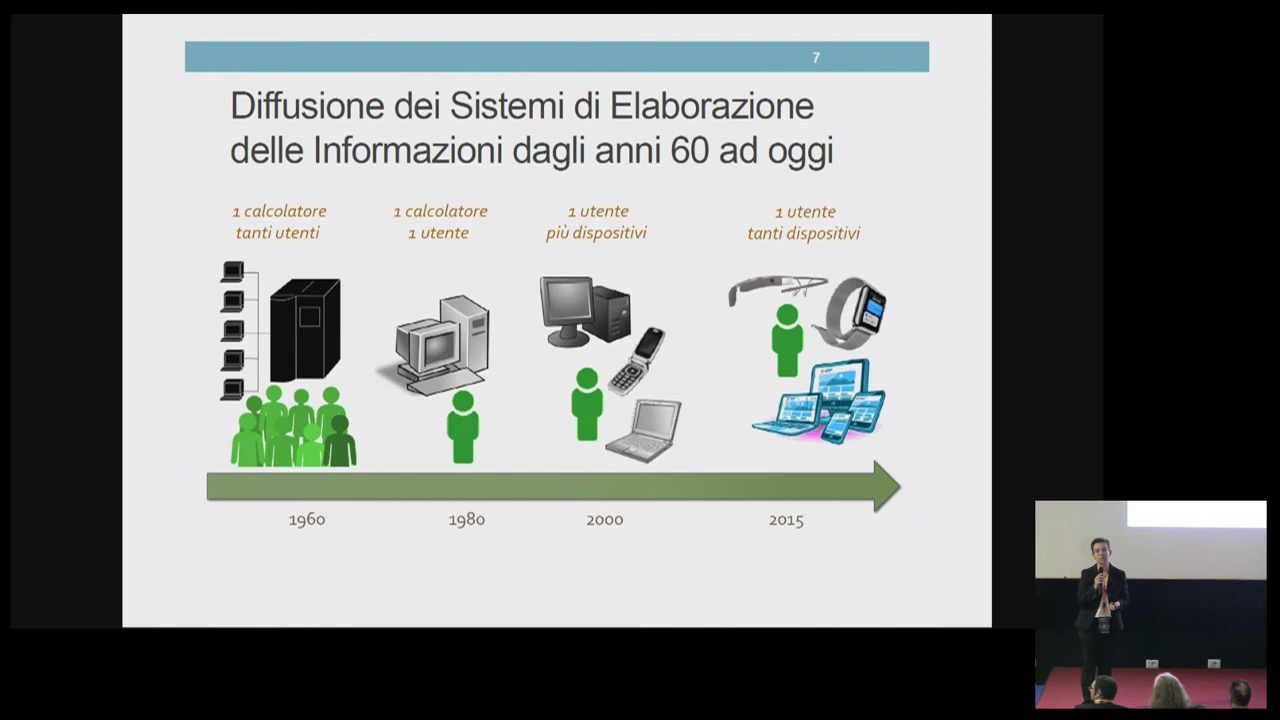 7
Diffusione dei Sistemi di Elaborazione
delle Informazioni dagli anni 60 ad oggi
1 calcolatore
tanti utenti
1 calcolatore
1 utente
1 utente
più dispositivi
1 utente
tanti dispositivi
1960
1980
2000
2015